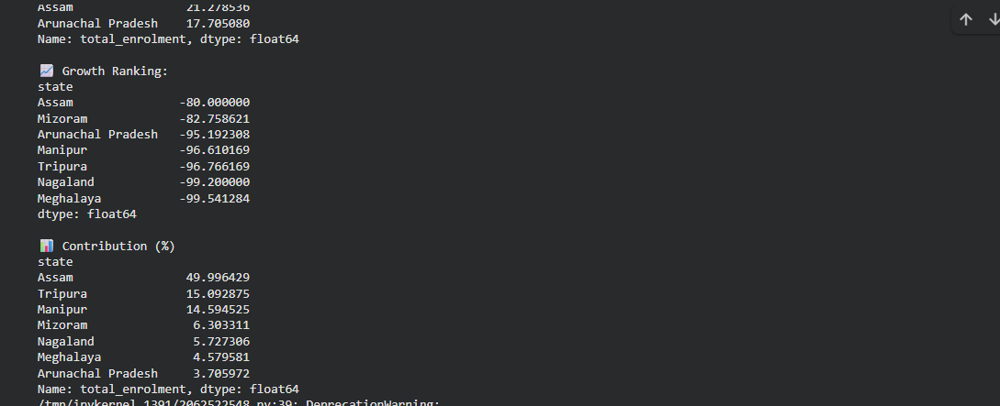 Assam 21.278536
Arunachal Pradesh 17.705080
Name: total_enrolment, dtype: float64
📈 Growth Ranking:
state
Assam -80.000000
Mizoram -82.758621
Arunachal Pradesh -95.192308
Manipur -96.610169
Tripura -96.766169
Nagaland -99.200000
Meghalaya -99.541284
dtype: float64
📊 Contribution (%)
state
Assam 49.996429
Tripura 15.092875
Manipur 14.594525
Mizoram 6.303311
Nagaland 5.727306
Meghalaya 4.579581
Arunachal Pradesh 3.705972
Name: total_enrolment, dtype: float64
/tmp/ipykernel_1391/2062522548.py:39: DeprecationWarning: